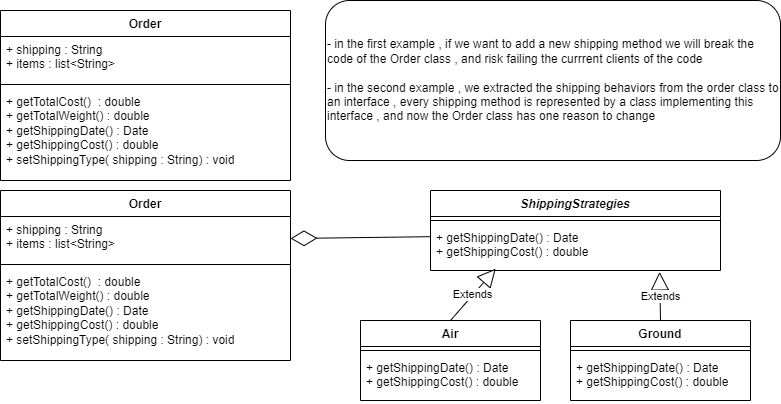 Order
+ shipping : String
+ items : list<String>
+ getTotalCost()  : double
+ getTotalWeight() : double
+ getShippingDate() : Date
+ getShippingCost() : double
+ setShippingType( shipping : String) : void
- in the first example , if we want to add a new shipping method we will break the
code of the Order class , and risk failing the currrent clients of the code
- in the second example , we extracted the shipping behaviors from the order class to
an interface , every shipping method is represented by a class implementing this
interface , and now the Order class has one reason to change
Order
+ shipping : String
+ items : list<String>
+ getTotalCost()  : double
+ getTotalWeight() : double
+ getShippingDate() : Date
+ getShippingCost() : double
+ setShippingType( shipping : String) : void
ShippingStrategies
+ getShippingDate() : Date
+ getShippingCost() : double
Extends
Extends
Air
+ getShippingDate() : Date
+ getShippingCost() : double
Ground
+ getShippingDate() : Date
+ getShippingCost() : double